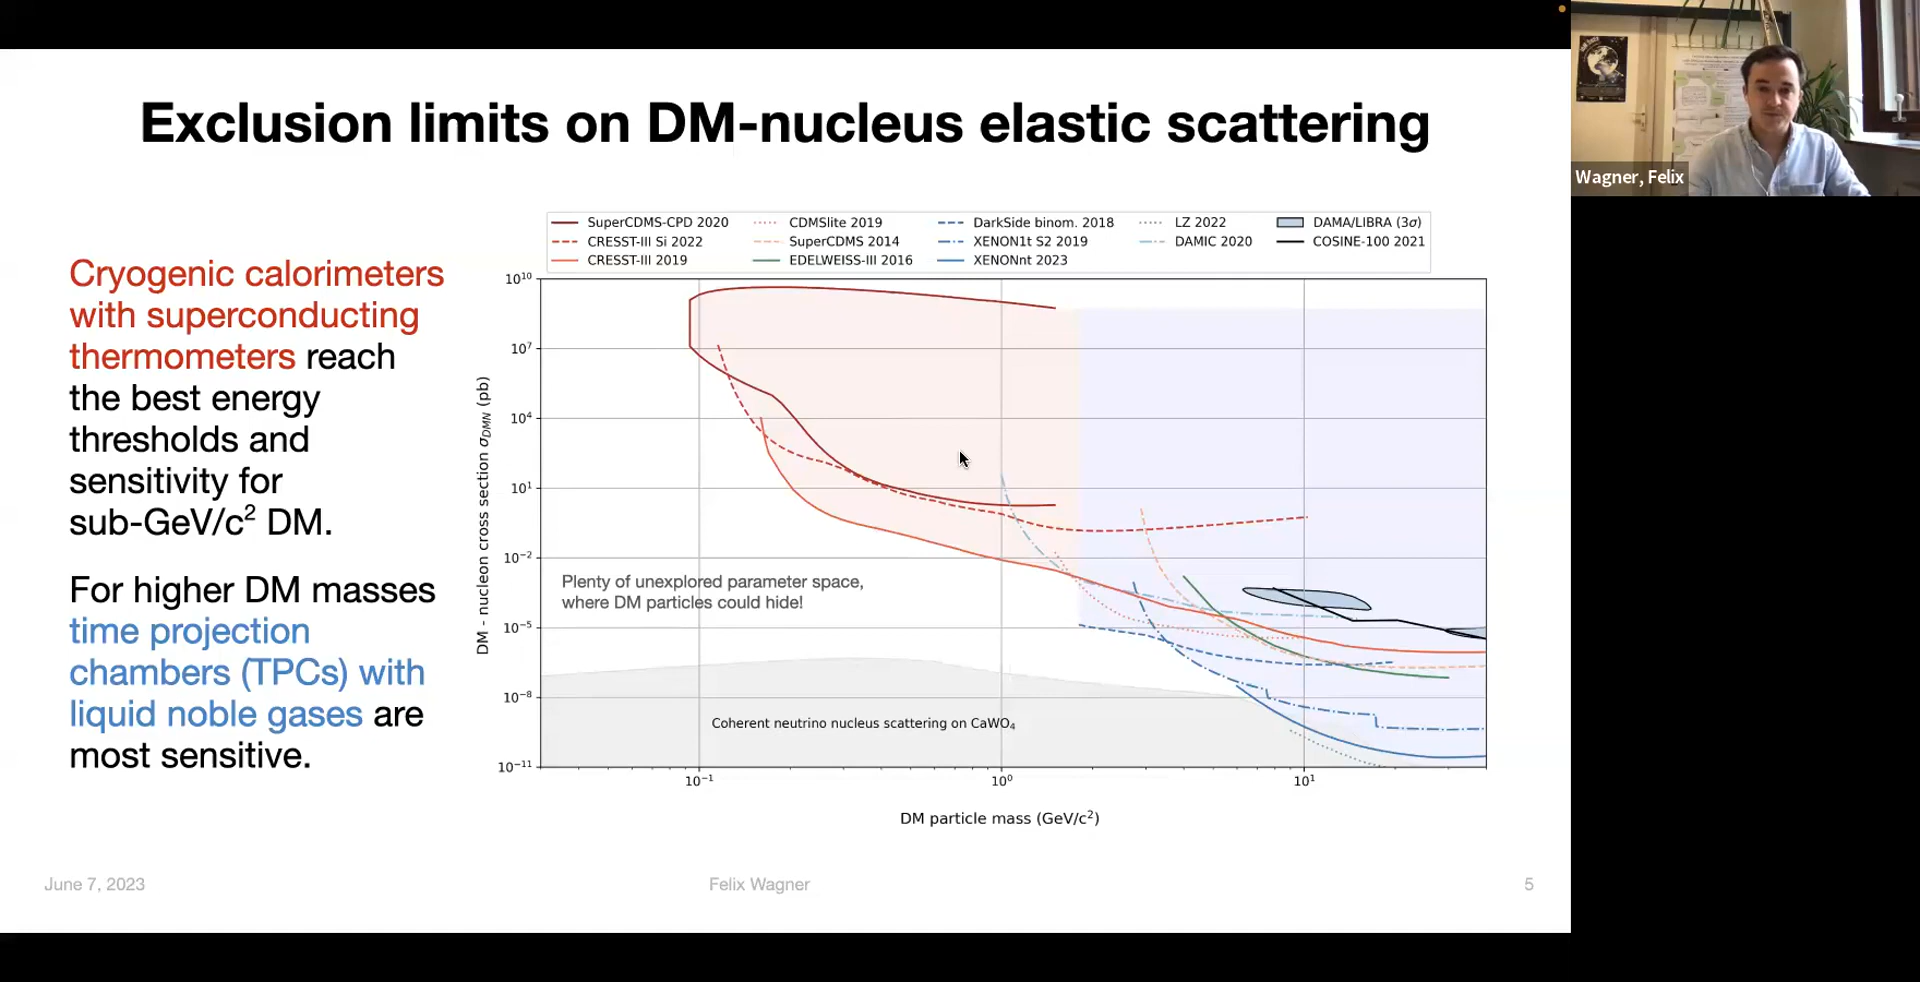 Exclusion limits on DM-nucleus elastic scattering
Wagner, Felix
Cryogenic calorimeters
with superconducting
thermometers reach
the best energy
thresholds and
sensitivity for
sub-GeV/c² DM.
For higher DM masses
time projection
chambers (TPCs) with
liquid noble gases are
most sensitive.
SuperCDMS-CPD 2020
CRESST-III Si 2022
CRESST-III 2019
CDMSlite 2019
SuperCDMS 2014
EDELWEISS-III 2016
DarkSide binom. 2018
XENON1t S2 2019
XENONnt 2023
LZ 2022
DAMIC 2020
DAMA/LIBRA (3σ)
COSINE-100 2021
DM - nucleon cross section σ_DMN (pb)
10¹⁰
10⁷
10⁴
10¹
10⁻²
10⁻⁵
10⁻⁸
10⁻¹¹
Plenty of unexplored parameter space,
where DM particles could hide!
Coherent neutrino nucleus scattering on CaWO₄
10⁻¹ 10⁰ 10¹
DM particle mass (GeV/c²)
June 7, 2023 Felix Wagner 5